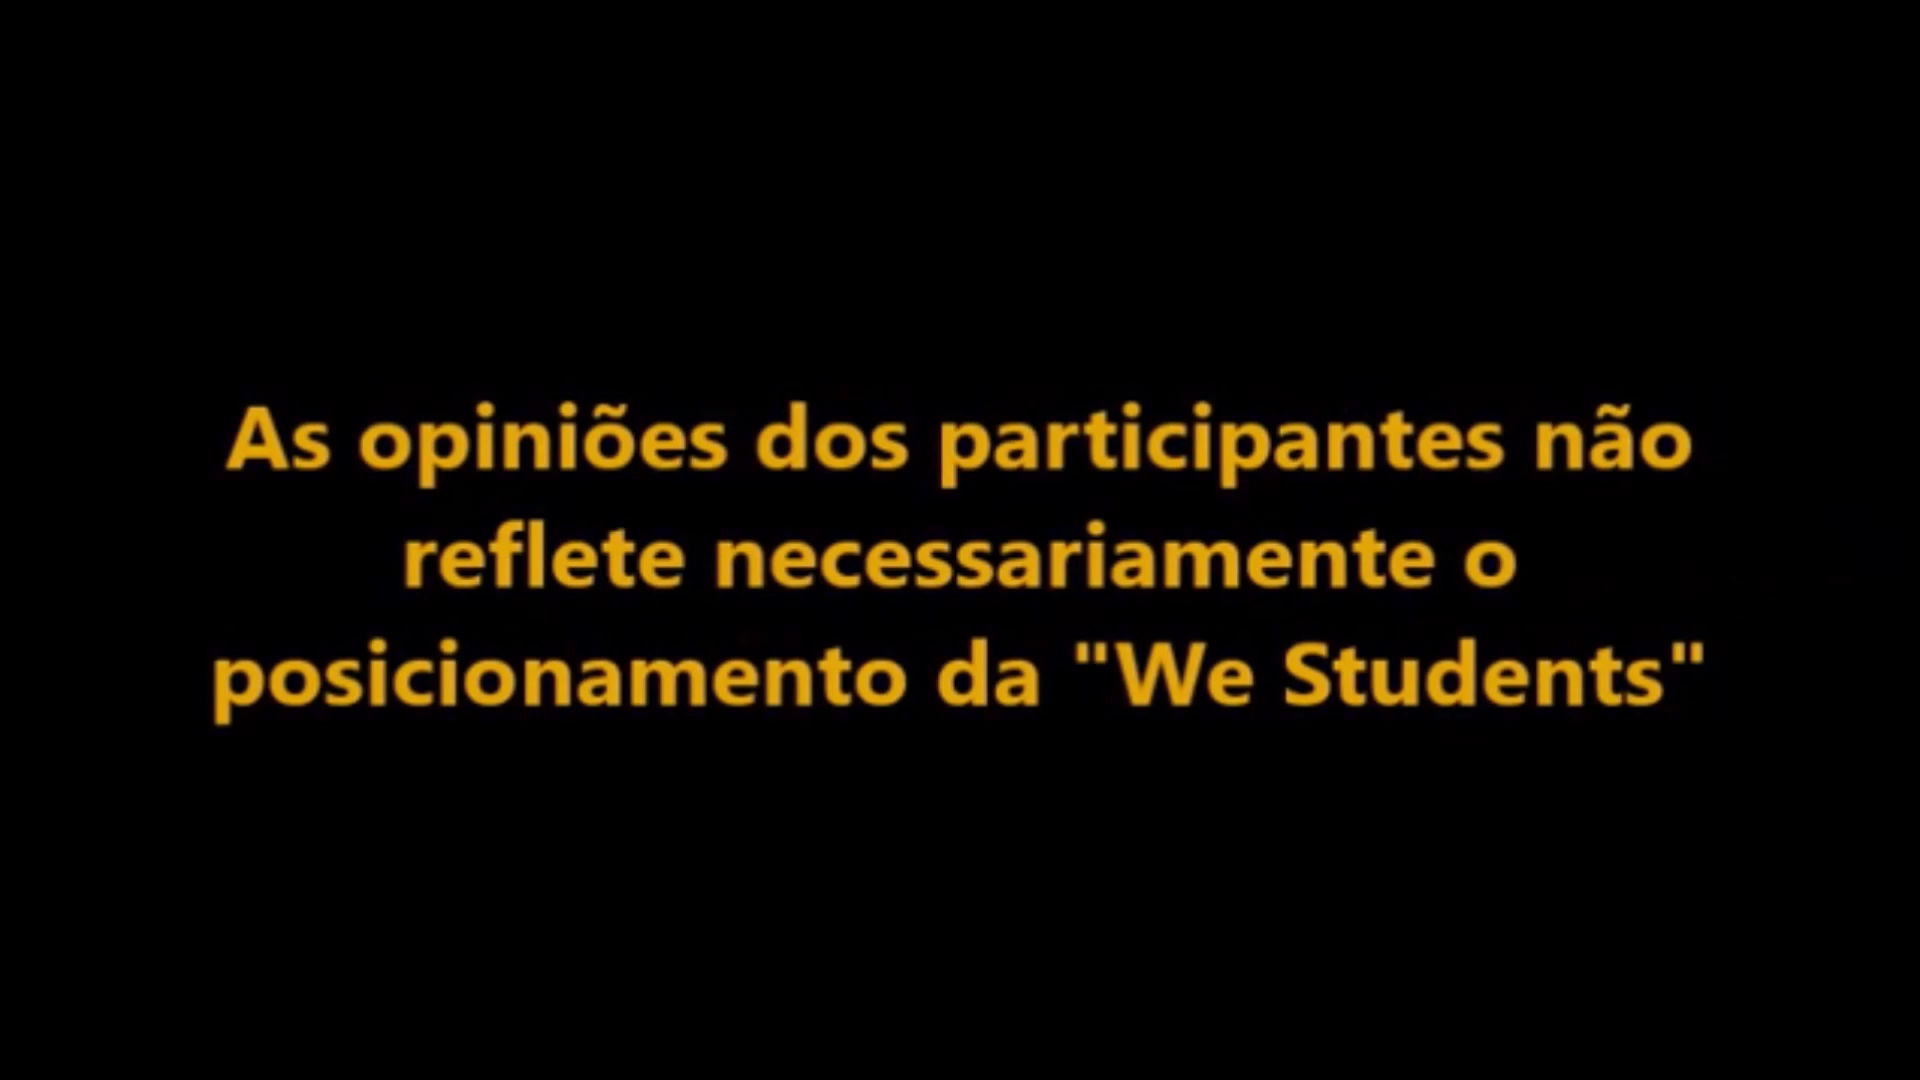 As opiniões dos participantes não
reflete necessariamente o
posicionamento da "We Students"